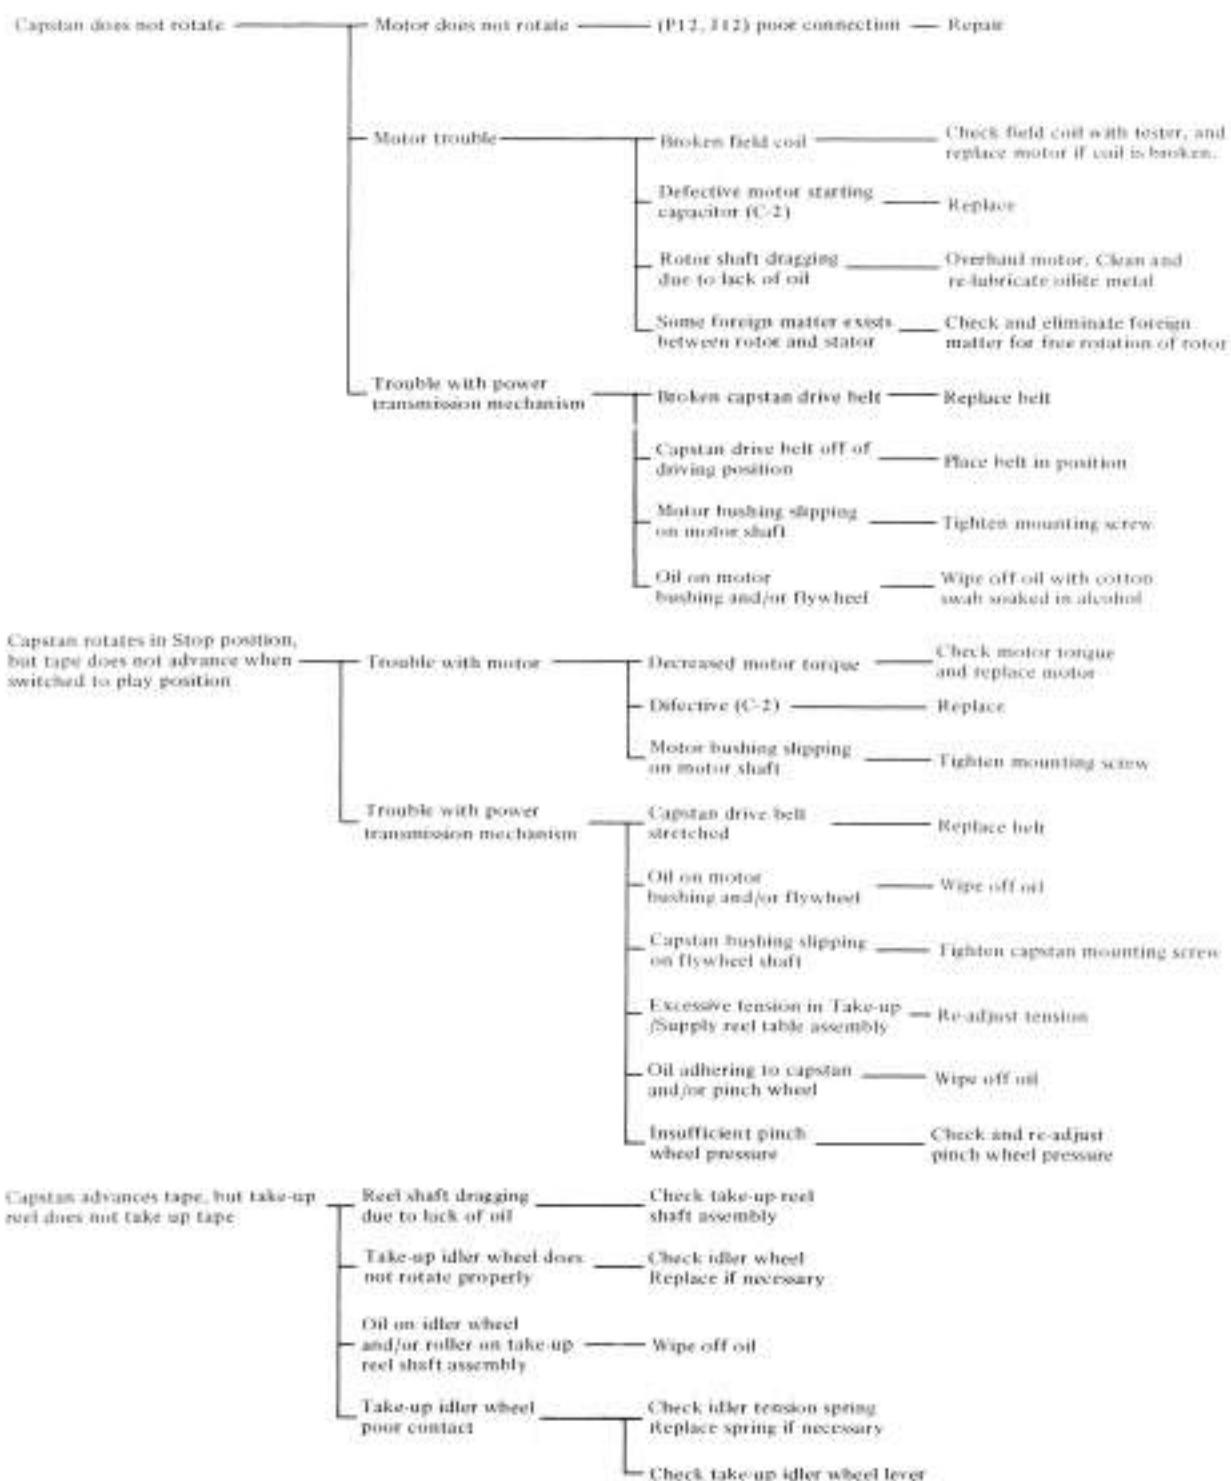 Capstan does not rotate
Motor does not rotate
(P12, J12) poor connection
Repair
Motor trouble
Broken field coil
Check field coil with tester, and
replace motor if coil is broken.
Defective motor starting
capacitor (C-2)
Replace
Rotor shaft dragging
due to lack of oil
Overhaul motor, Clean and
re-lubricate oilite metal
Some foreign matter exists
between rotor and stator
Check and eliminate foreign
matter for free rotation of rotor
Trouble with power
transmission mechanism
Broken capstan drive belt
Replace belt
Capstan drive belt off of
driving position
Place belt in position
Motor bushing slipping
on motor shaft
Tighten mounting screw
Oil on motor
bushing and/or flywheel
Wipe off oil with cotton
swab soaked in alcohol
Capstan rotates in Stop position,
but tape does not advance when
switched to play position
Trouble with motor
Decreased motor torque
Check motor torgue
and replace motor
Difective (C-2)
Replace
Motor bushing slipping
on motor shaft
Tighten mounting screw
Trouble with power
transmission mechanism
Capstan drive belt
stretched
Replace belt
Oil on motor
bushing and/or flywheel
Wipe off oil
Capstan bushing slipping
on flywheel shaft
Tighten capstan mounting screw
Excessive tension in Take-up
/Supply reel table assembly
Re-adjust tension
Oil adhering to capstan
and/or pinch wheel
Wipe off oil
Insufficient pinch
wheel pressure
Check and re-adjust
pinch wheel pressure
Capstan advances tape, but take-up
reel does not take up tape
Reel shaft dragging
due to lack of oil
Check take-up reel
shaft assembly
Take-up idler wheel does
not rotate properly
Check idler wheel
Replace if necessary
Oil on idler wheel
and/or roller on take-up
reel shaft assembly
Wipe off oil
Take-up idler wheel
poor contact
Check idler tension spring
Replace spring if necessary
Check take-up idler wheel lever